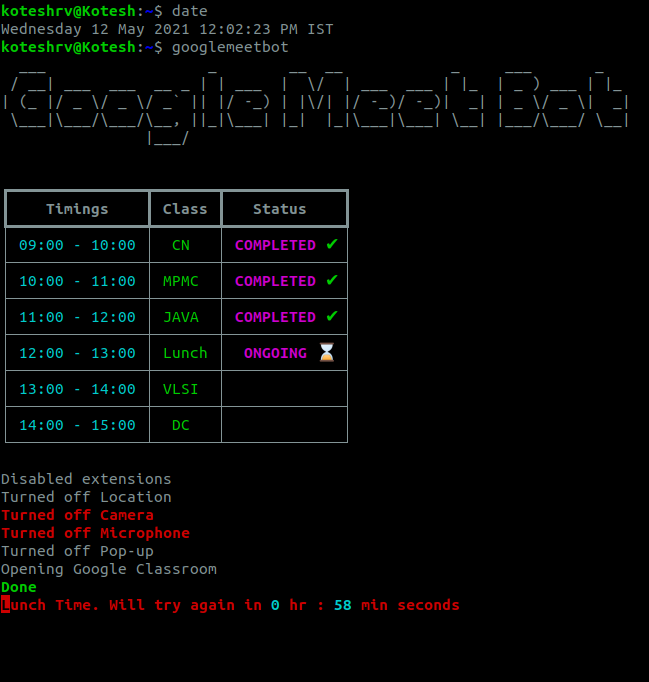 koteshrv@Kotesh:~$ date
Wednesday 12 May 2021 12:02:23 PM IST
koteshrv@Kotesh:~$ googlemeetbot
Google Meet Bot
Timings Class Status
09:00 - 10:00 CN COMPLETED ✔
10:00 - 11:00 MPMC COMPLETED ✔
11:00 - 12:00 JAVA COMPLETED ✔
12:00 - 13:00 Lunch ONGOING ⌛
13:00 - 14:00 VLSI
14:00 - 15:00 DC
Disabled extensions
Turned off Location
Turned off Camera
Turned off Microphone
Turned off Pop-up
Opening Google Classroom
Done
Lunch Time. Will try again in 0 hr : 58 min seconds